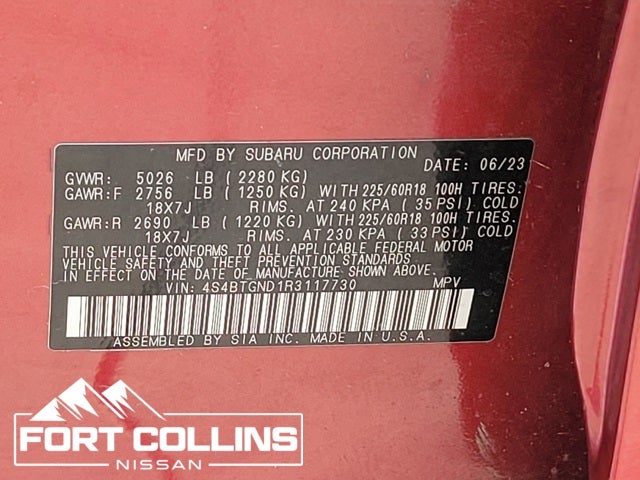 MFD BY SUBARU CORPORATION
DATE: 06/23
GVWR: 5026 LB (2280 KG)
GAWR:F 2756 LB (1250 KG) WITH 225/60R18 100H TIRES:
18X7J RIMS. AT 240 KPA (35 PSI) COLD
GAWR:R 2690 LB (1220 KG) WITH 225/60R18 100H TIRES.
18X7J RIMS. AT 230 KPA (33 PSI) COLD
THIS VEHICLE CONFORMS TO ALL APPLICABLE FEDERAL MOTOR
VEHICLE SAFETY AND THEFT PREVENTION STANDARDS
IN EFFECT ON THE DATE OF MANUFACTURE SHOWN ABOVE.
VIN: 4S4BTGND1R3117730 MPV
ASSEMBLED BY SIA INC. MADE IN U.S.A.
FORT COLLINS
NISSAN